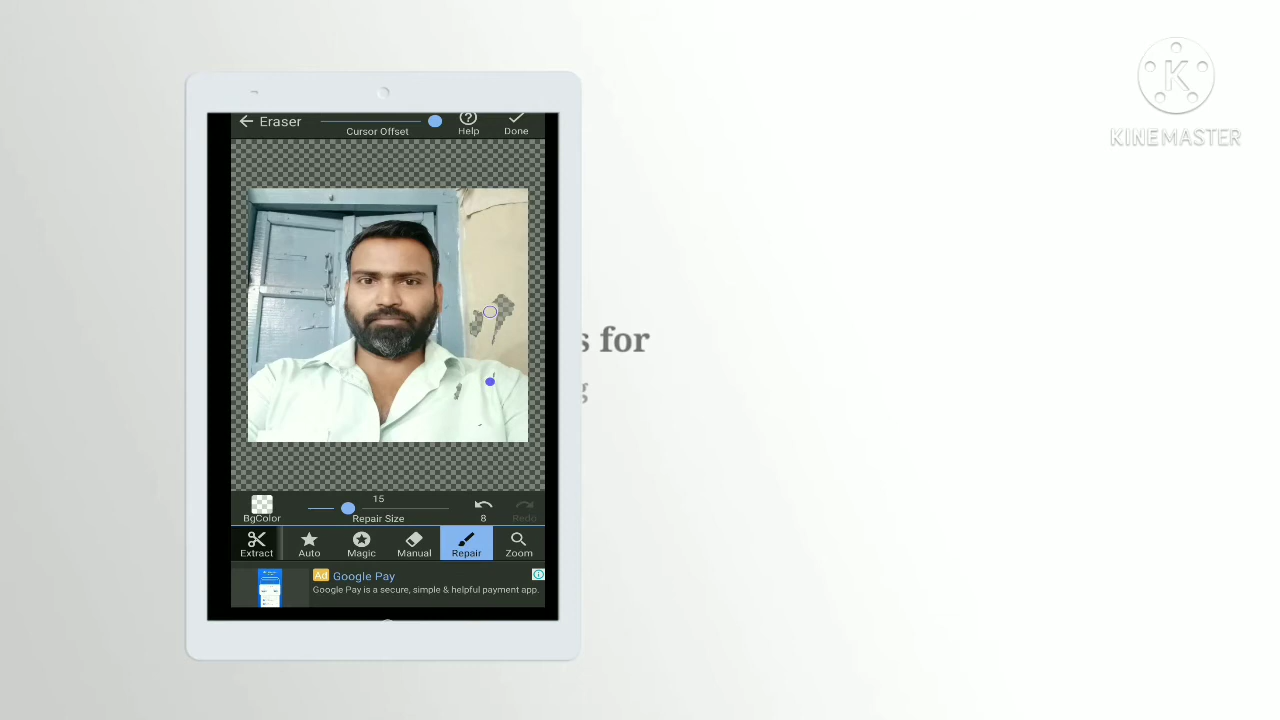 Eraser
Cursor Offset
Help
Done
KINEMASTER
s for
g
15
BgColor
Repair Size
8
Redo
Extract
Auto
Magic
Manual
Repair
Zoom
Ad Google Pay
Google Pay is a secure, simple & helpful payment app.